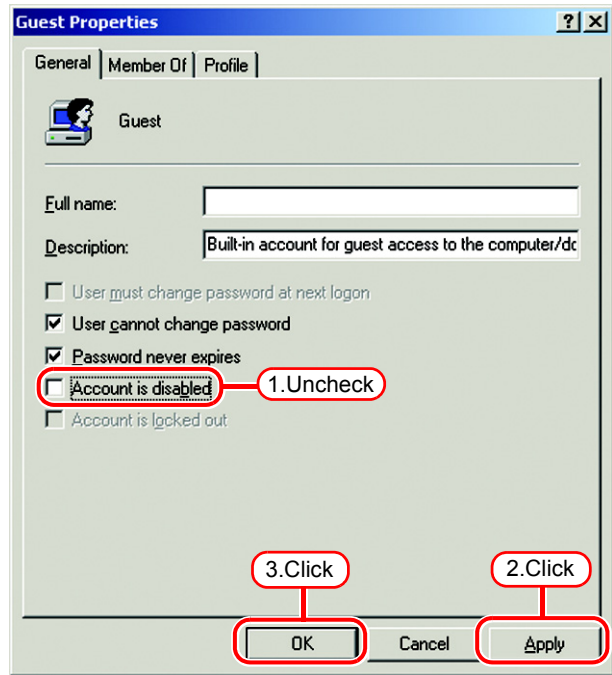 Guest Properties
General Member Of Profile
Guest
Full name:
Description: Built-in account for guest access to the computer/dc
User must change password at next logon
User cannot change password
Password never expires
Account is disabled 1.Uncheck
Account is locked out
3.Click 2.Click
OK Cancel Apply